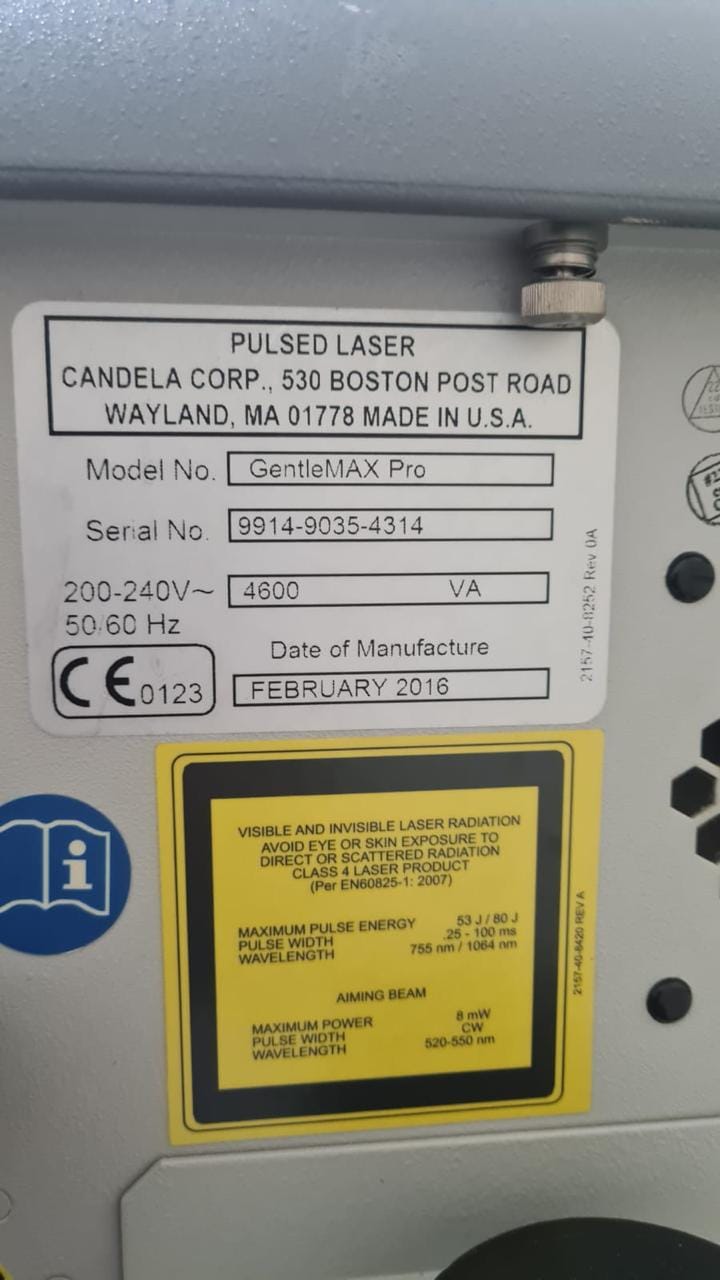 PULSED LASER
CANDELA CORP., 530 BOSTON POST ROAD
WAYLAND, MA 01778 MADE IN U.S.A.
Model No. GentleMAX Pro
Serial No. 9914-9035-4314
200-240V~ 4600 VA
50/60 Hz
Date of Manufacture
CE 0123 FEBRUARY 2016
2157-40-8252 Rev 0A
VISIBLE AND INVISIBLE LASER RADIATION
AVOID EYE OR SKIN EXPOSURE TO
DIRECT OR SCATTERED RADIATION
CLASS 4 LASER PRODUCT
(Per EN60825-1: 2007)
MAXIMUM PULSE ENERGY 53 J / 80 J
PULSE WIDTH .25 - 100 ms
WAVELENGTH 755 nm / 1064 nm
AIMING BEAM
MAXIMUM POWER 8 mW
PULSE WIDTH CW
WAVELENGTH 520-550 nm
2157-40-8420 REV A